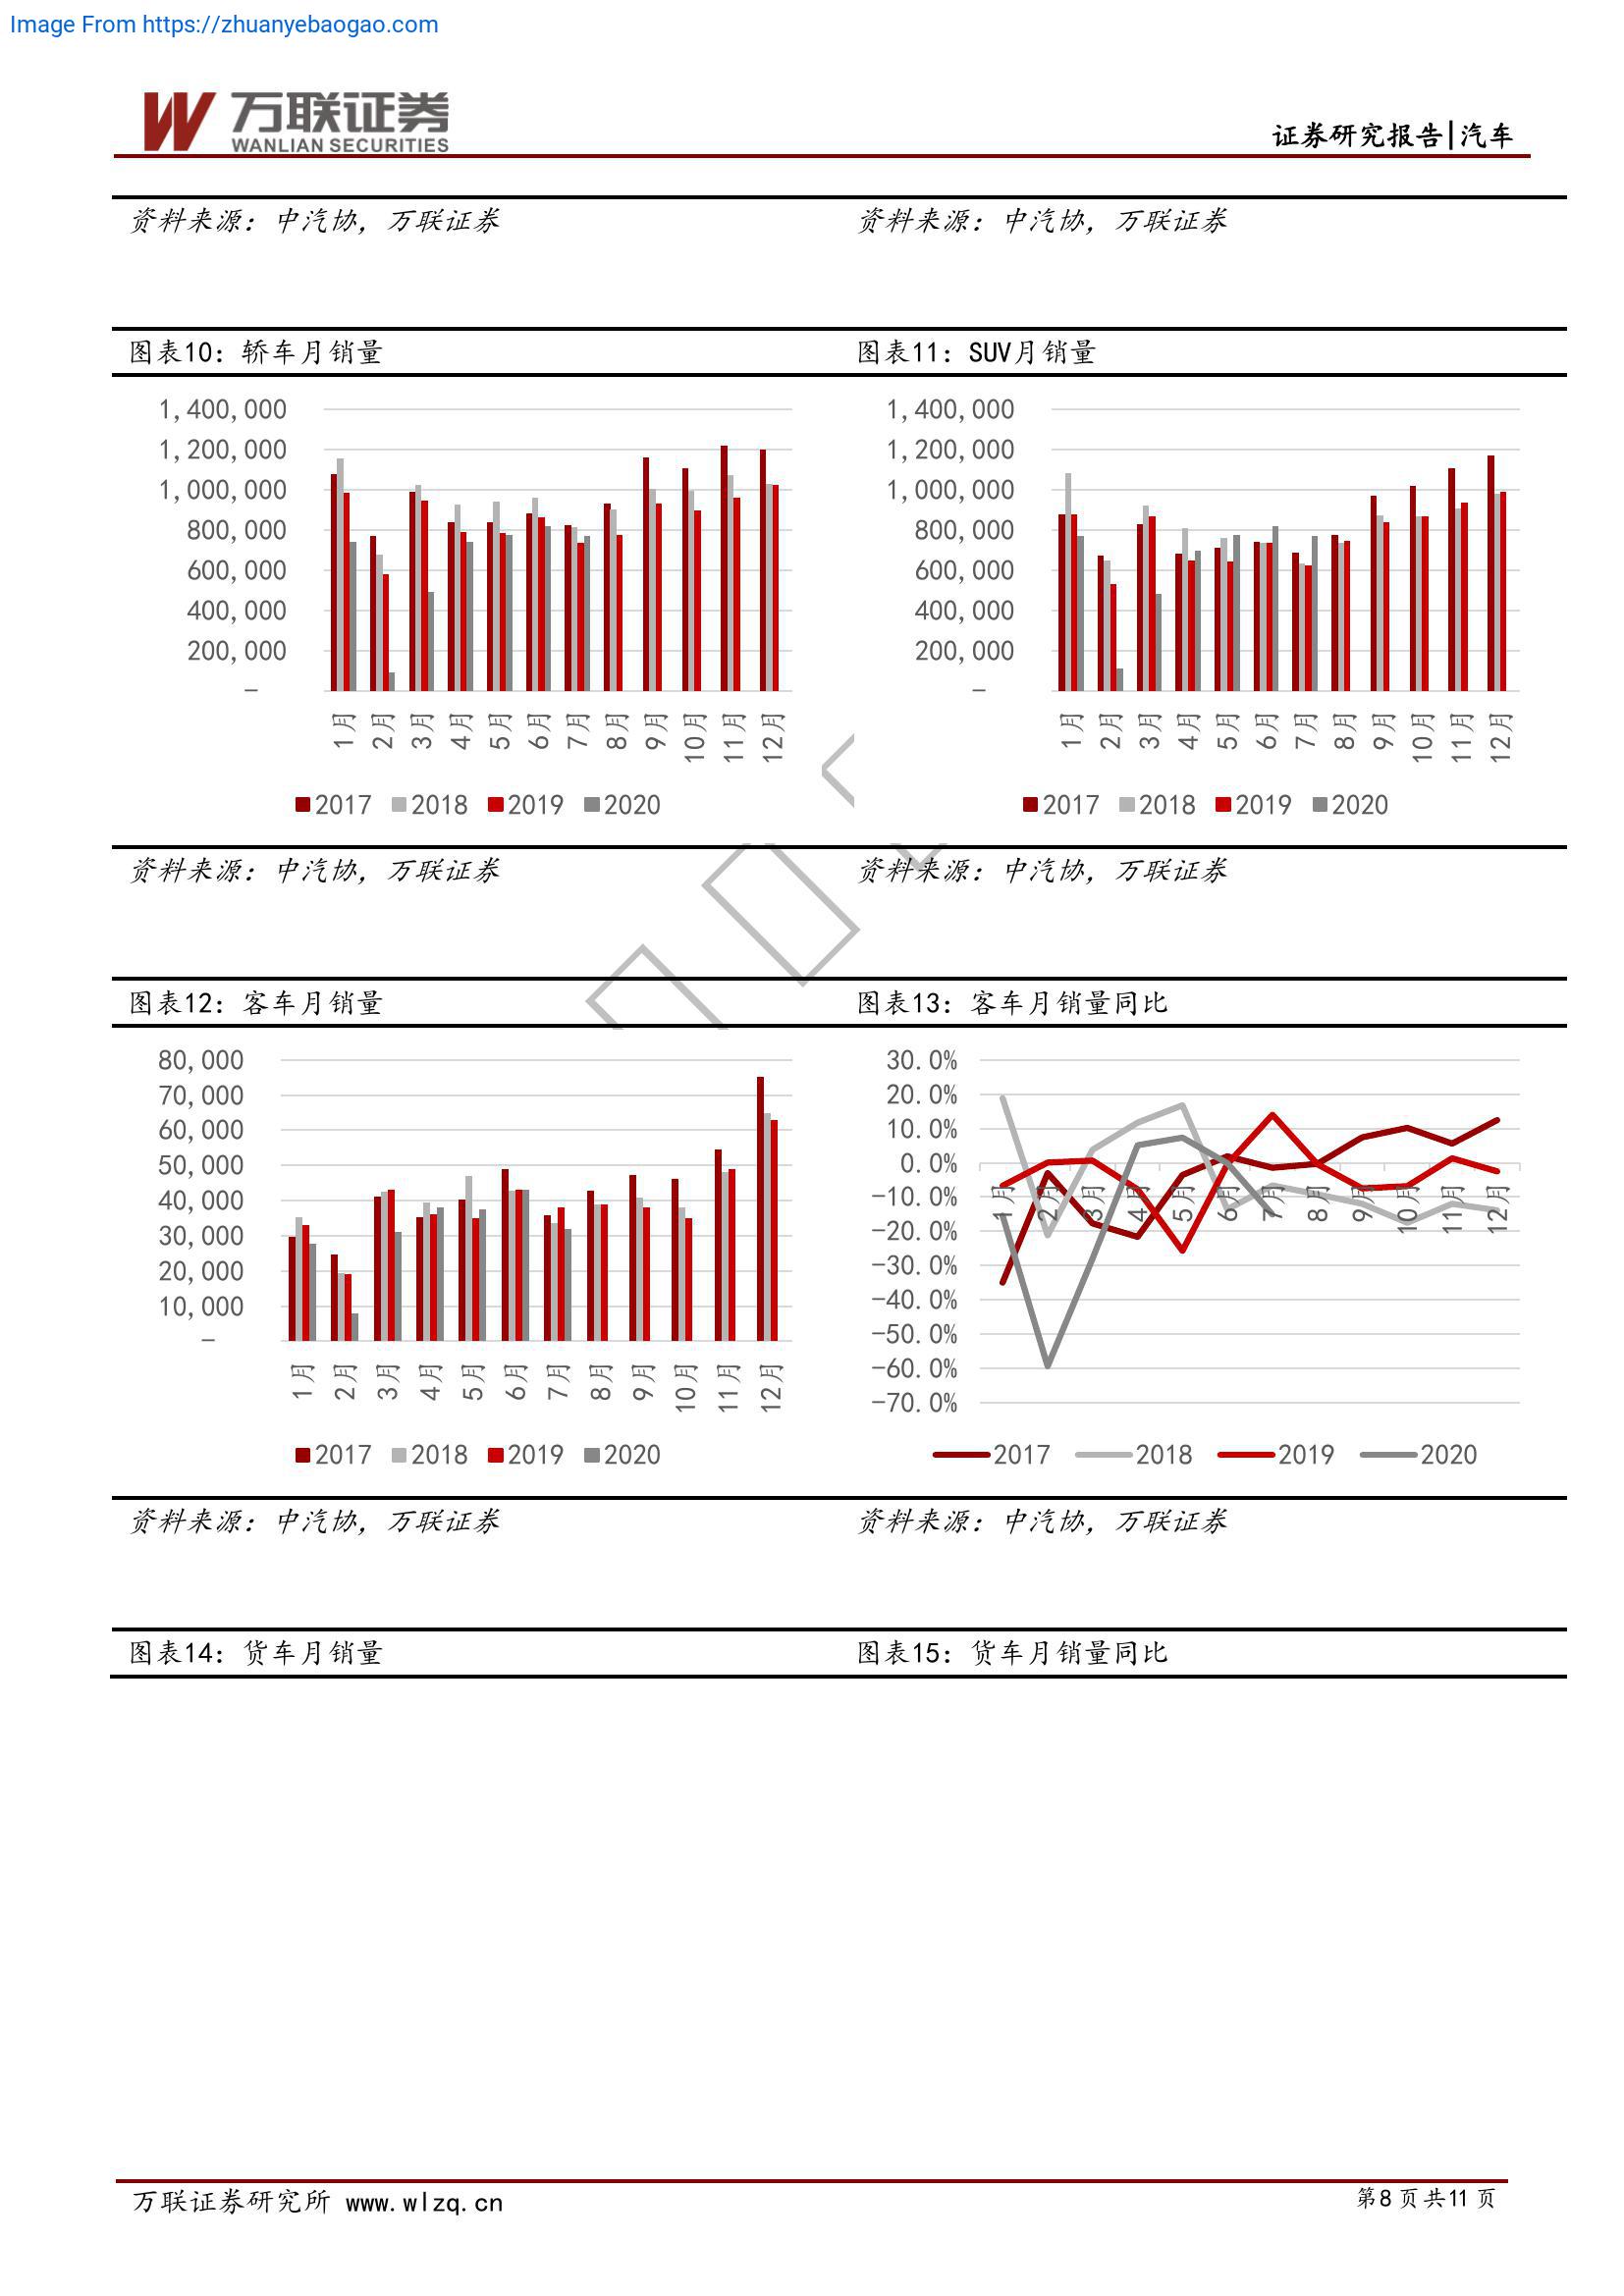 Image From https://zhuanyebaogao.com
万联证券
WANLIAN SECURITIES
证券研究报告|汽车
资料来源：中汽协，万联证券
资料来源：中汽协，万联证券
图表10：轿车月销量
图表11：SUV月销量
1,400,000
1,200,000
1,000,000
800,000
600,000
400,000
200,000
–
1月 2月 3月 4月 5月 6月 7月 8月 9月 10月 11月 12月
2017 2018 2019 2020
1,400,000
1,200,000
1,000,000
800,000
600,000
400,000
200,000
–
1月 2月 3月 4月 5月 6月 7月 8月 9月 10月 11月 12月
2017 2018 2019 2020
资料来源：中汽协，万联证券
资料来源：中汽协，万联证券
图表12：客车月销量
图表13：客车月销量同比
80,000
70,000
60,000
50,000
40,000
30,000
20,000
10,000
–
1月 2月 3月 4月 5月 6月 7月 8月 9月 10月 11月 12月
2017 2018 2019 2020
30.0%
20.0%
10.0%
0.0%
-10.0%
-20.0%
-30.0%
-40.0%
-50.0%
-60.0%
-70.0%
1月 2月 3月 4月 5月 6月 7月 8月 9月 10月 11月 12月
2017 2018 2019 2020
资料来源：中汽协，万联证券
资料来源：中汽协，万联证券
图表14：货车月销量
图表15：货车月销量同比
万联证券研究所 www.wlzq.cn
第8页共11页